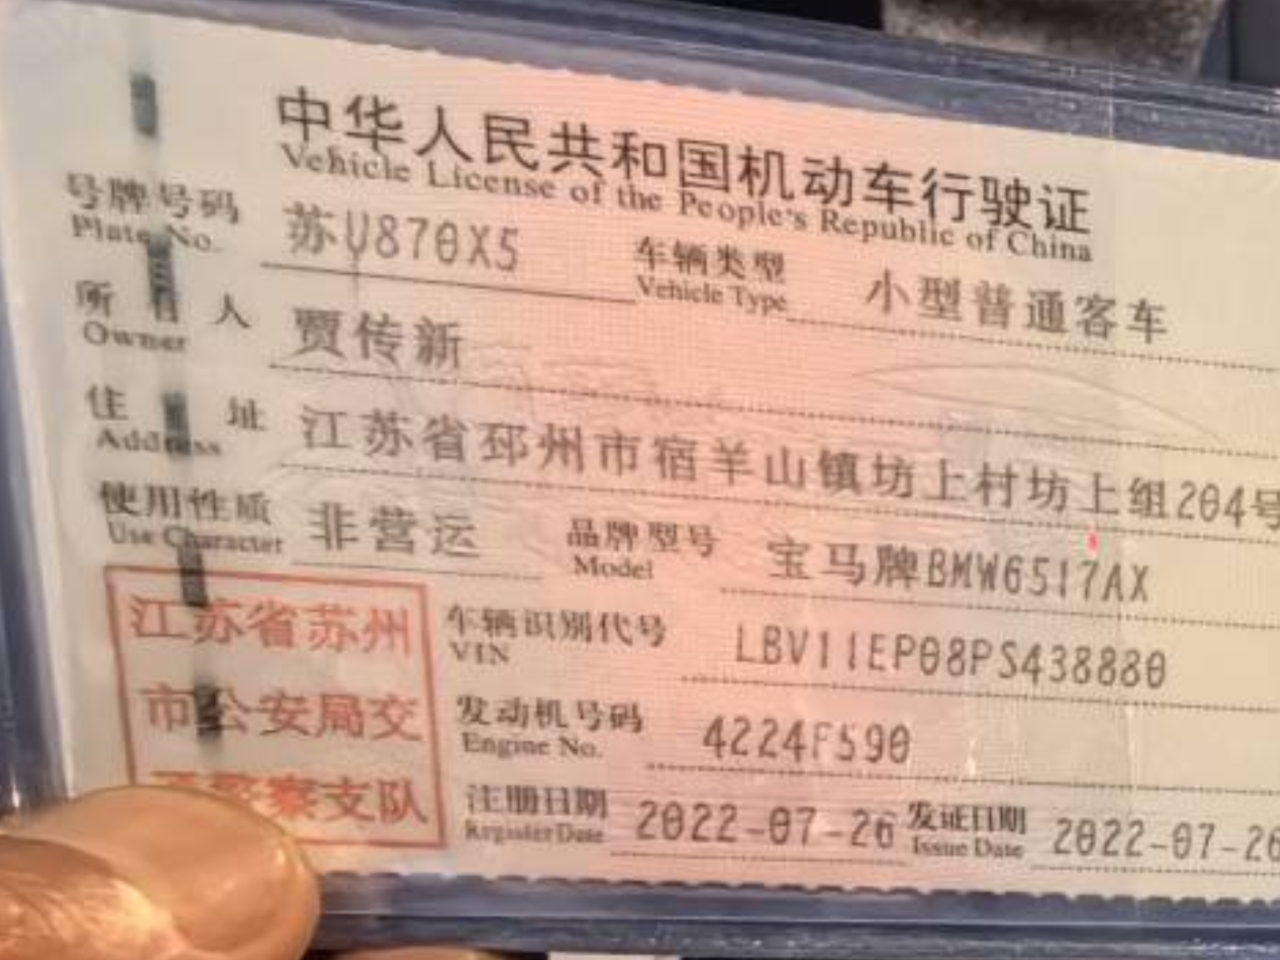 中华人民共和国机动车行驶证
Vehicle License of the People's Republic of China
号牌号码 苏U870X5 车辆类型 小型普通客车
Plate No. Vehicle Type
所有人 贾传新
Owner
住址 江苏省邳州市宿羊山镇坊上村坊上组204号
Address
使用性质 非营运 品牌型号 宝马牌BMW6517AX
Use Character Model
江苏省苏州
市公安局交
警察支队
车辆识别代号 LBV11EP08PS438880
VIN
发动机号码 4224F590
Engine No.
注册日期 2022-07-26 发证日期 2022-07-26
Register Date Issue Date